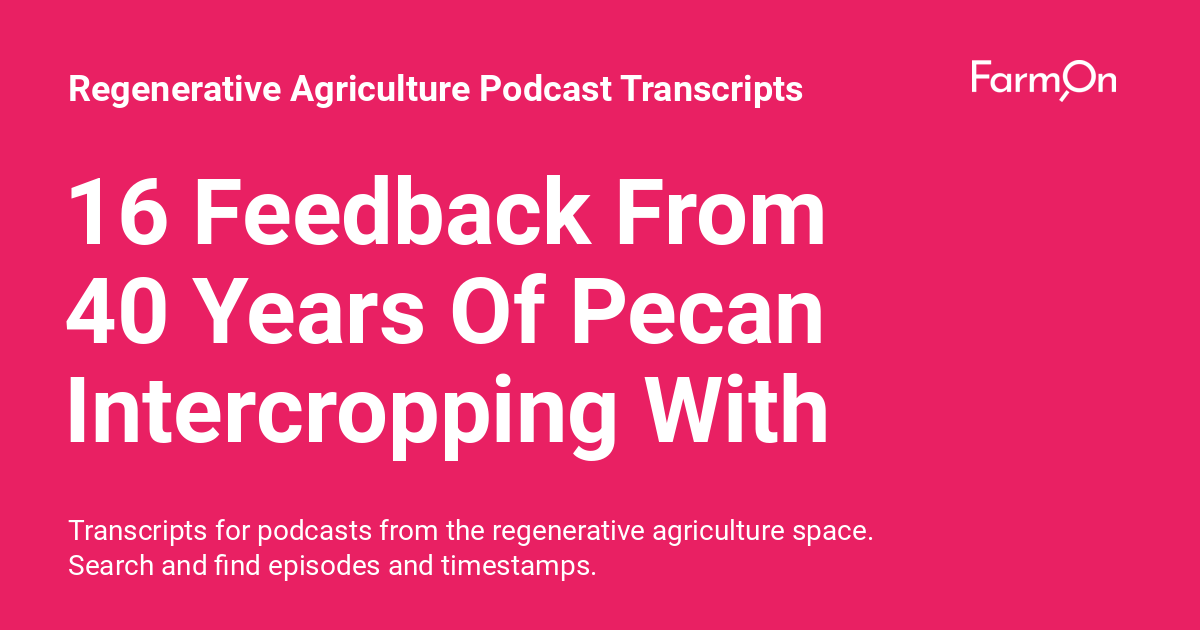 Regenerative Agriculture Podcast Transcripts
FarmOn
16 Feedback From
40 Years Of Pecan
Intercropping With
Transcripts for podcasts from the regenerative agriculture space.
Search and find episodes and timestamps.